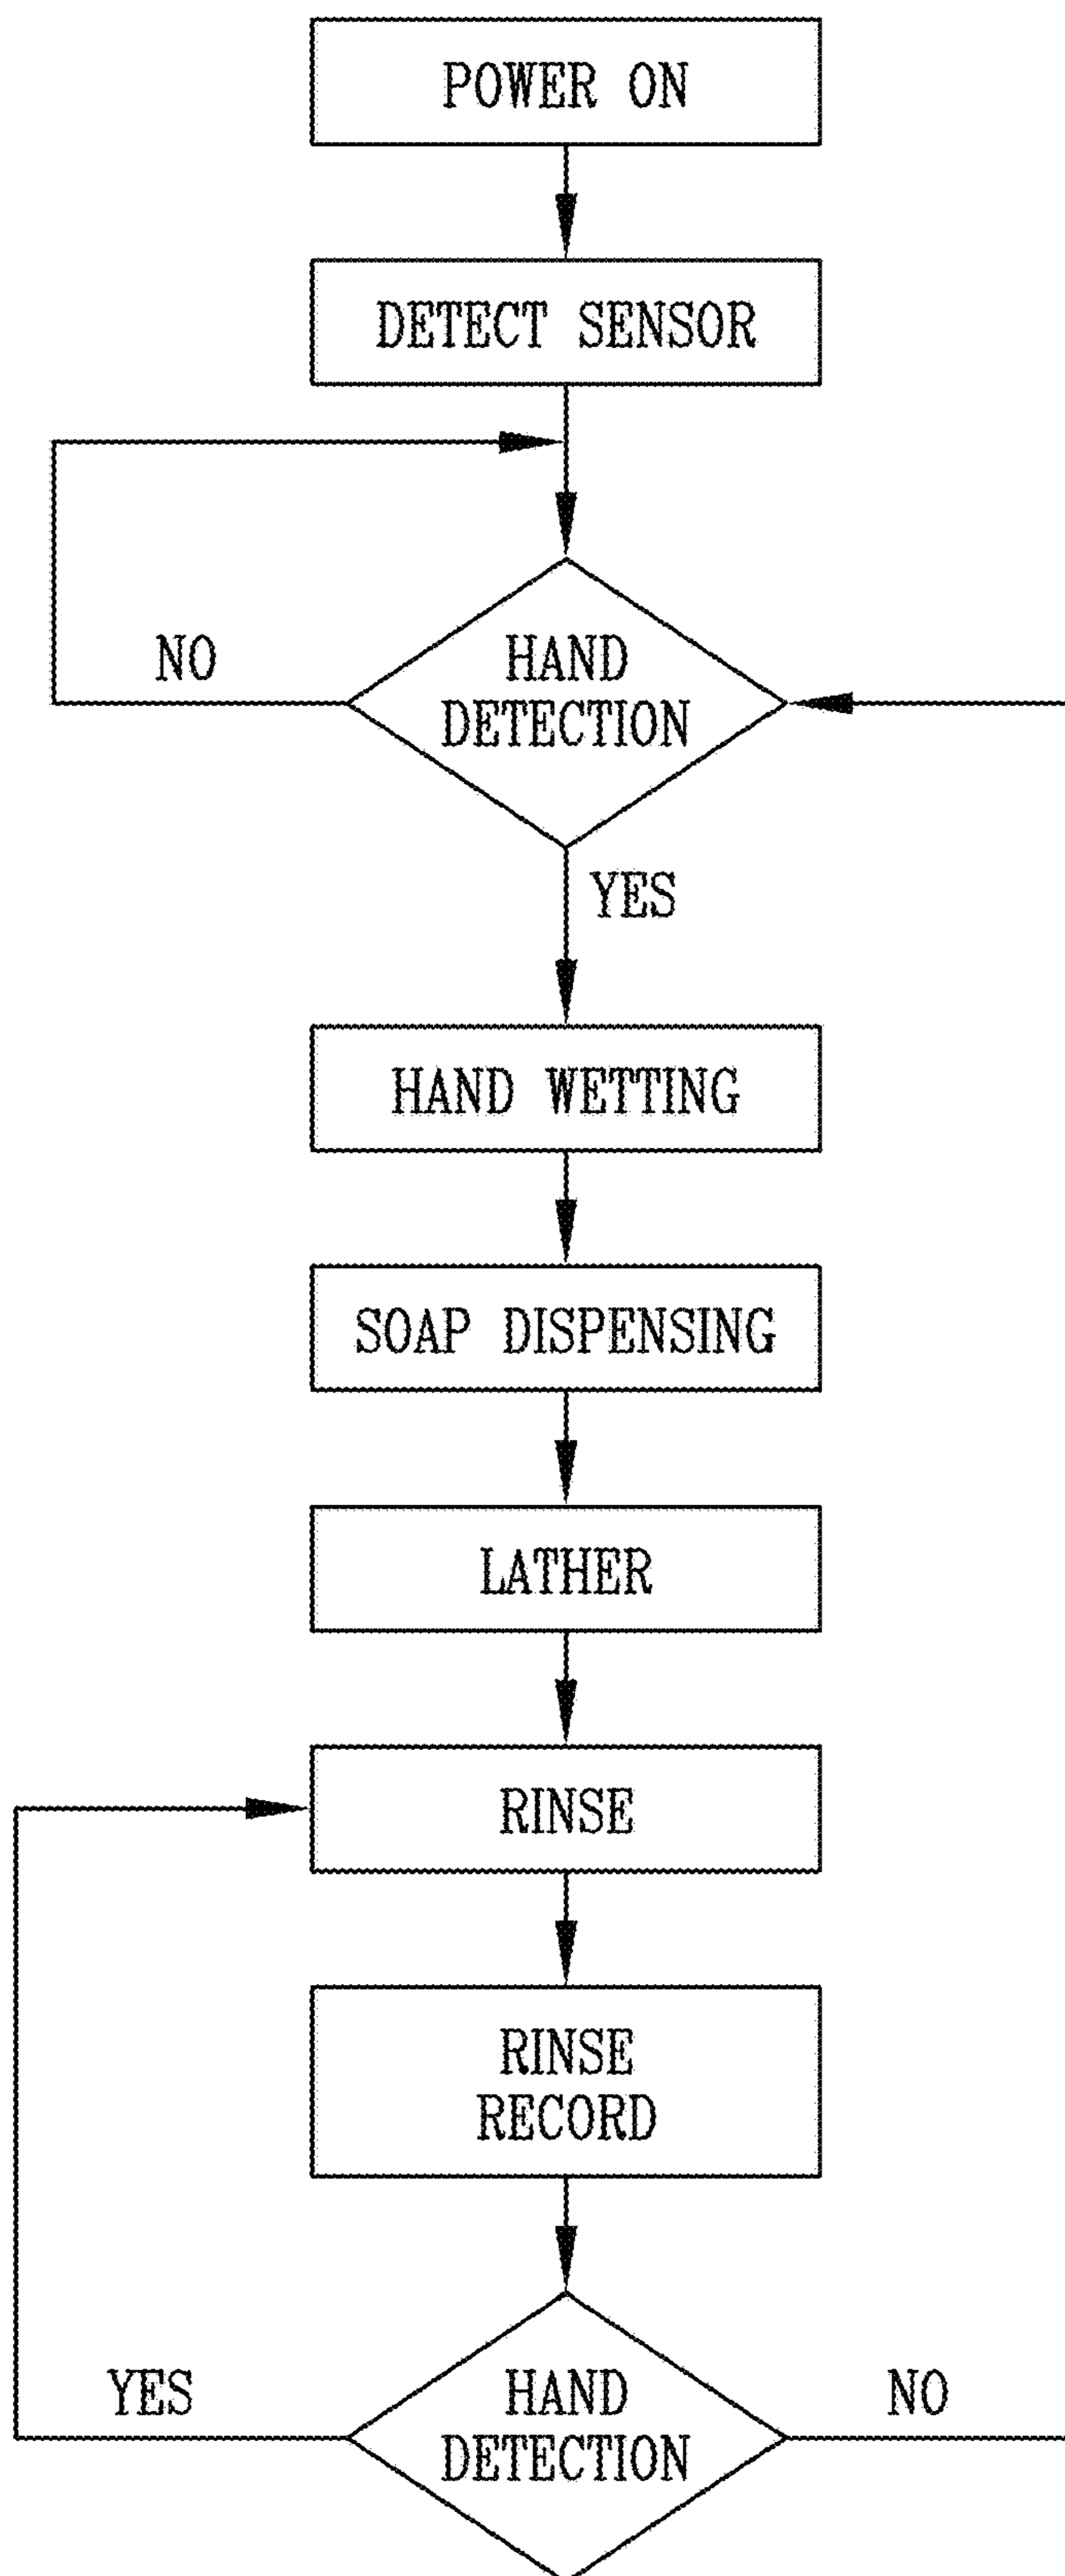 POWER ON
DETECT SENSOR
NO
HAND
DETECTION
YES
HAND WETTING
SOAP DISPENSING
LATHER
RINSE
RINSE
RECORD
YES
HAND
DETECTION
NO